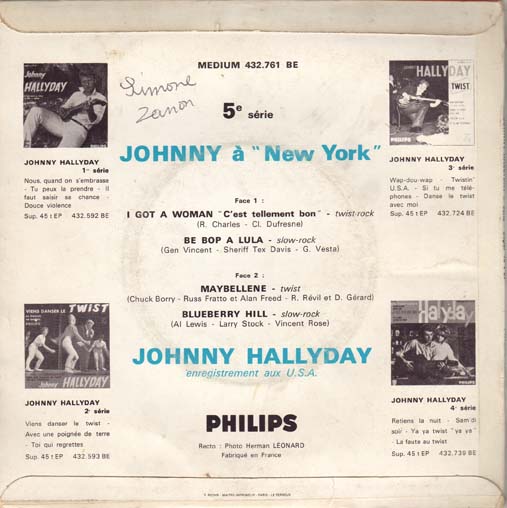 MEDIUM 432.761 BE
Simone
Zanon
5e série
JOHNNY à "New York"
Face 1 :
I GOT A WOMAN "C'est tellement bon" - twist-rock
(R. Charles - Cl. Dufresne)
BE BOP A LULA - slow-rock
(Gen Vincent - Sheriff Tex Davis - G. Vesta)
Face 2 :
MAYBELLENE - twist
(Chuck Borry - Russ Fratto et Alan Freed - R. Révil et D. Gérard)
BLUEBERRY HILL - slow-rock
(Al Lewis - Larry Stock - Vincent Rose)
JOHNNY HALLYDAY
enregistrement aux U.S.A.
PHILIPS
Recto : Photo Herman LEONARD
Fabriqué en France
Johnny
HALLYDAY
JOHNNY HALLYDAY
1re série
Nous, quand on s'embrasse
- Tu peux la prendre - Il
faut saisir sa chance -
Douce violence
Sup. 45 t EP 432.592 BE
VIENS DANSER LE TWIST
JOHNNY HALLYDAY
2e série
Viens danser le twist -
Avec une poignée de terre
- Toi qui regrettes
Sup. 45 t EP 432.593 BE
HALLYDAY
TWIST
PHILIPS
JOHNNY HALLYDAY
3e série
Wap-dou-wap - Twistin'
U.S.A. - Si tu me télé-
phones - Danse le twist
avec moi
Sup. 45 t EP 432.724 BE
Hallyday
JOHNNY HALLYDAY
4e série
Retiens la nuit - Sam'di
soir - Ya ya twist "ya ya"
- La faute au twist
Sup. 45 t EP 432.739 BE